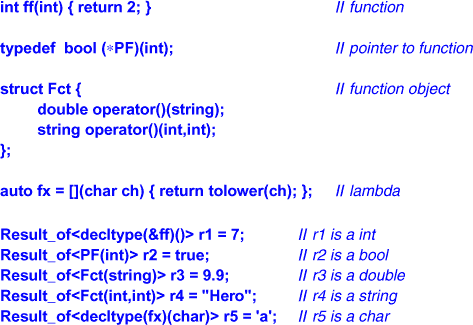 int ff(int) { return 2; } // function
typedef bool (*PF)(int); // pointer to function
struct Fct { // function object
double operator()(string);
string operator()(int,int);
};
auto fx = [](char ch) { return tolower(ch); }; // lambda
Result_of<decltype(&ff)()> r1 = 7; // r1 is a int
Result_of<PF(int)> r2 = true; // r2 is a bool
Result_of<Fct(string)> r3 = 9.9; // r3 is a double
Result_of<Fct(int,int)> r4 = "Hero"; // r4 is a string
Result_of<decltype(fx)(char)> r5 = 'a'; // r5 is a char